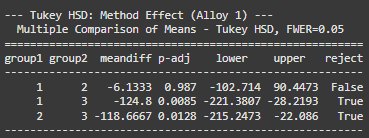 --- Tukey HSD: Method Effect (Alloy 1) ---
Multiple Comparison of Means - Tukey HSD, FWER=0.05
=====================================================
group1 group2 meandiff p-adj lower upper reject
-----------------------------------------------------
1 2 -6.1333 0.987 -102.714 90.4473 False
1 3 -124.8 0.0085 -221.3807 -28.2193 True
2 3 -118.6667 0.0128 -215.2473 -22.086 True
-----------------------------------------------------